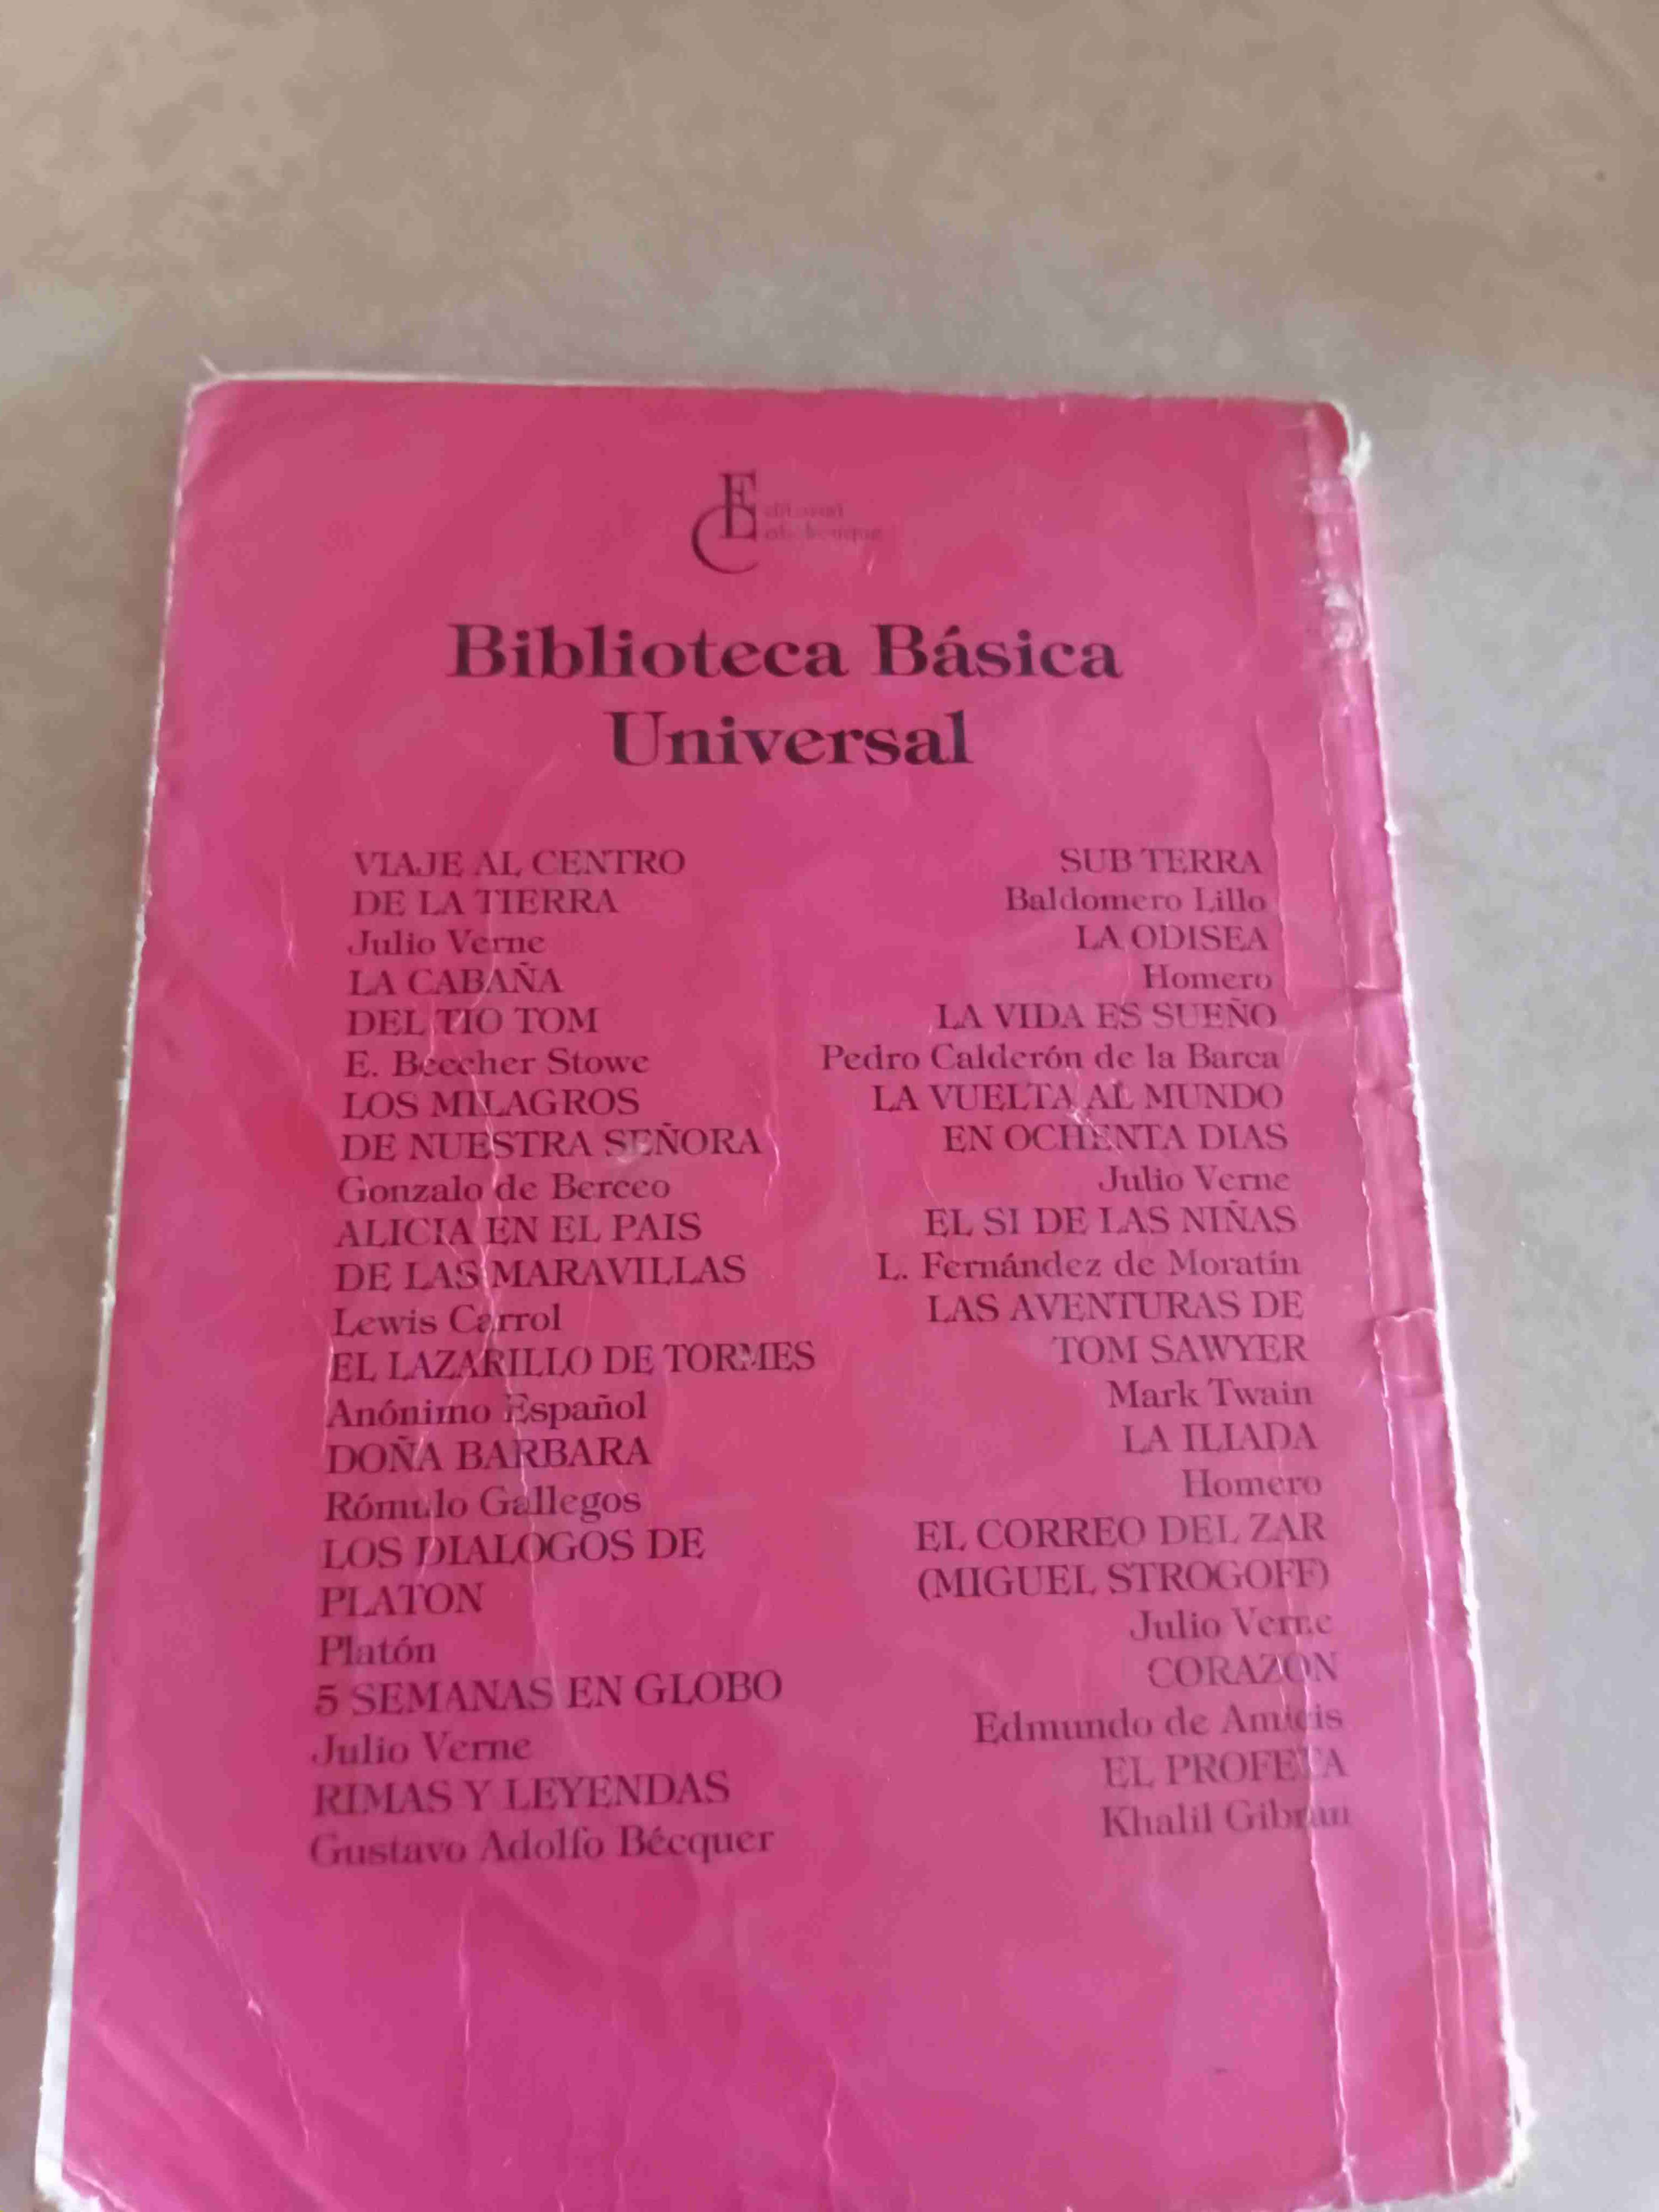 E
C
Biblioteca Básica
Universal
VIAJE AL CENTRO
DE LA TIERRA
Julio Verne
LA CABAÑA
DEL TIO TOM
E. Beecher Stowe
LOS MILAGROS
DE NUESTRA SEÑORA
Gonzalo de Berceo
ALICIA EN EL PAIS
DE LAS MARAVILLAS
Lewis Carrol
EL LAZARILLO DE TORMES
Anónimo Español
DOÑA BARBARA
Rómulo Gallegos
LOS DIALOGOS DE
PLATON
Platón
5 SEMANAS EN GLOBO
Julio Verne
RIMAS Y LEYENDAS
Gustavo Adolfo Bécquer
SUB TERRA
Baldomero Lillo
LA ODISEA
Homero
LA VIDA ES SUEÑO
Pedro Calderón de la Barca
LA VUELTA AL MUNDO
EN OCHENTA DIAS
Julio Verne
EL SI DE LAS NIÑAS
L. Fernández de Moratín
LAS AVENTURAS DE
TOM SAWYER
Mark Twain
LA ILIADA
Homero
EL CORREO DEL ZAR
(MIGUEL STROGOFF)
Julio Verne
CORAZON
Edmundo de Amicis
EL PROFETA
Khalil Gibran